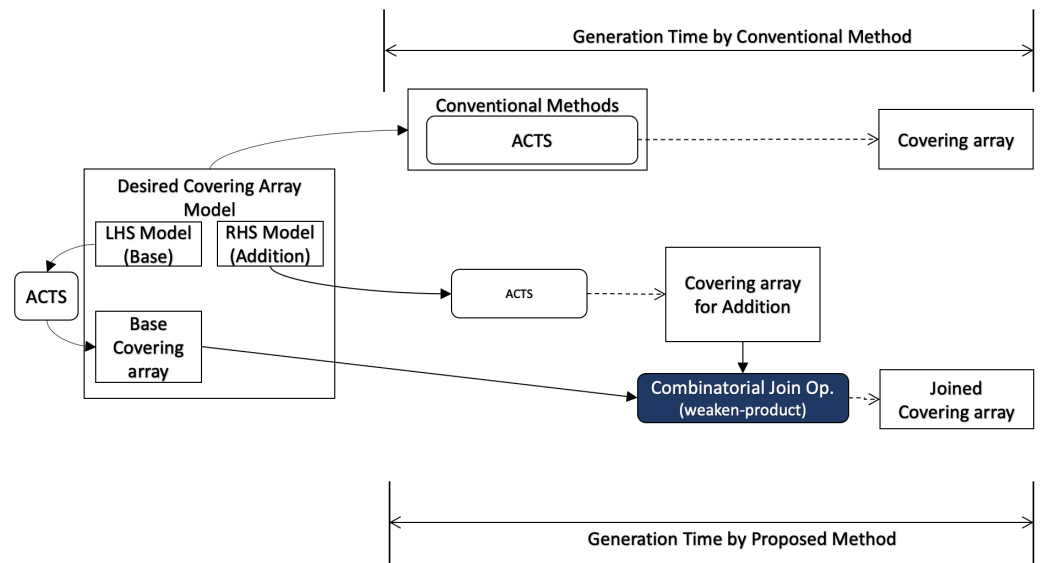 Generation Time by Conventional Method
Conventional Methods
ACTS
Covering array
Desired Covering Array
Model
LHS Model
(Base)
RHS Model
(Addition)
ACTS
ACTS
Covering array
for Addition
Base
Covering
array
Combinatorial Join Op.
(weaken-product)
Joined
Covering array
Generation Time by Proposed Method